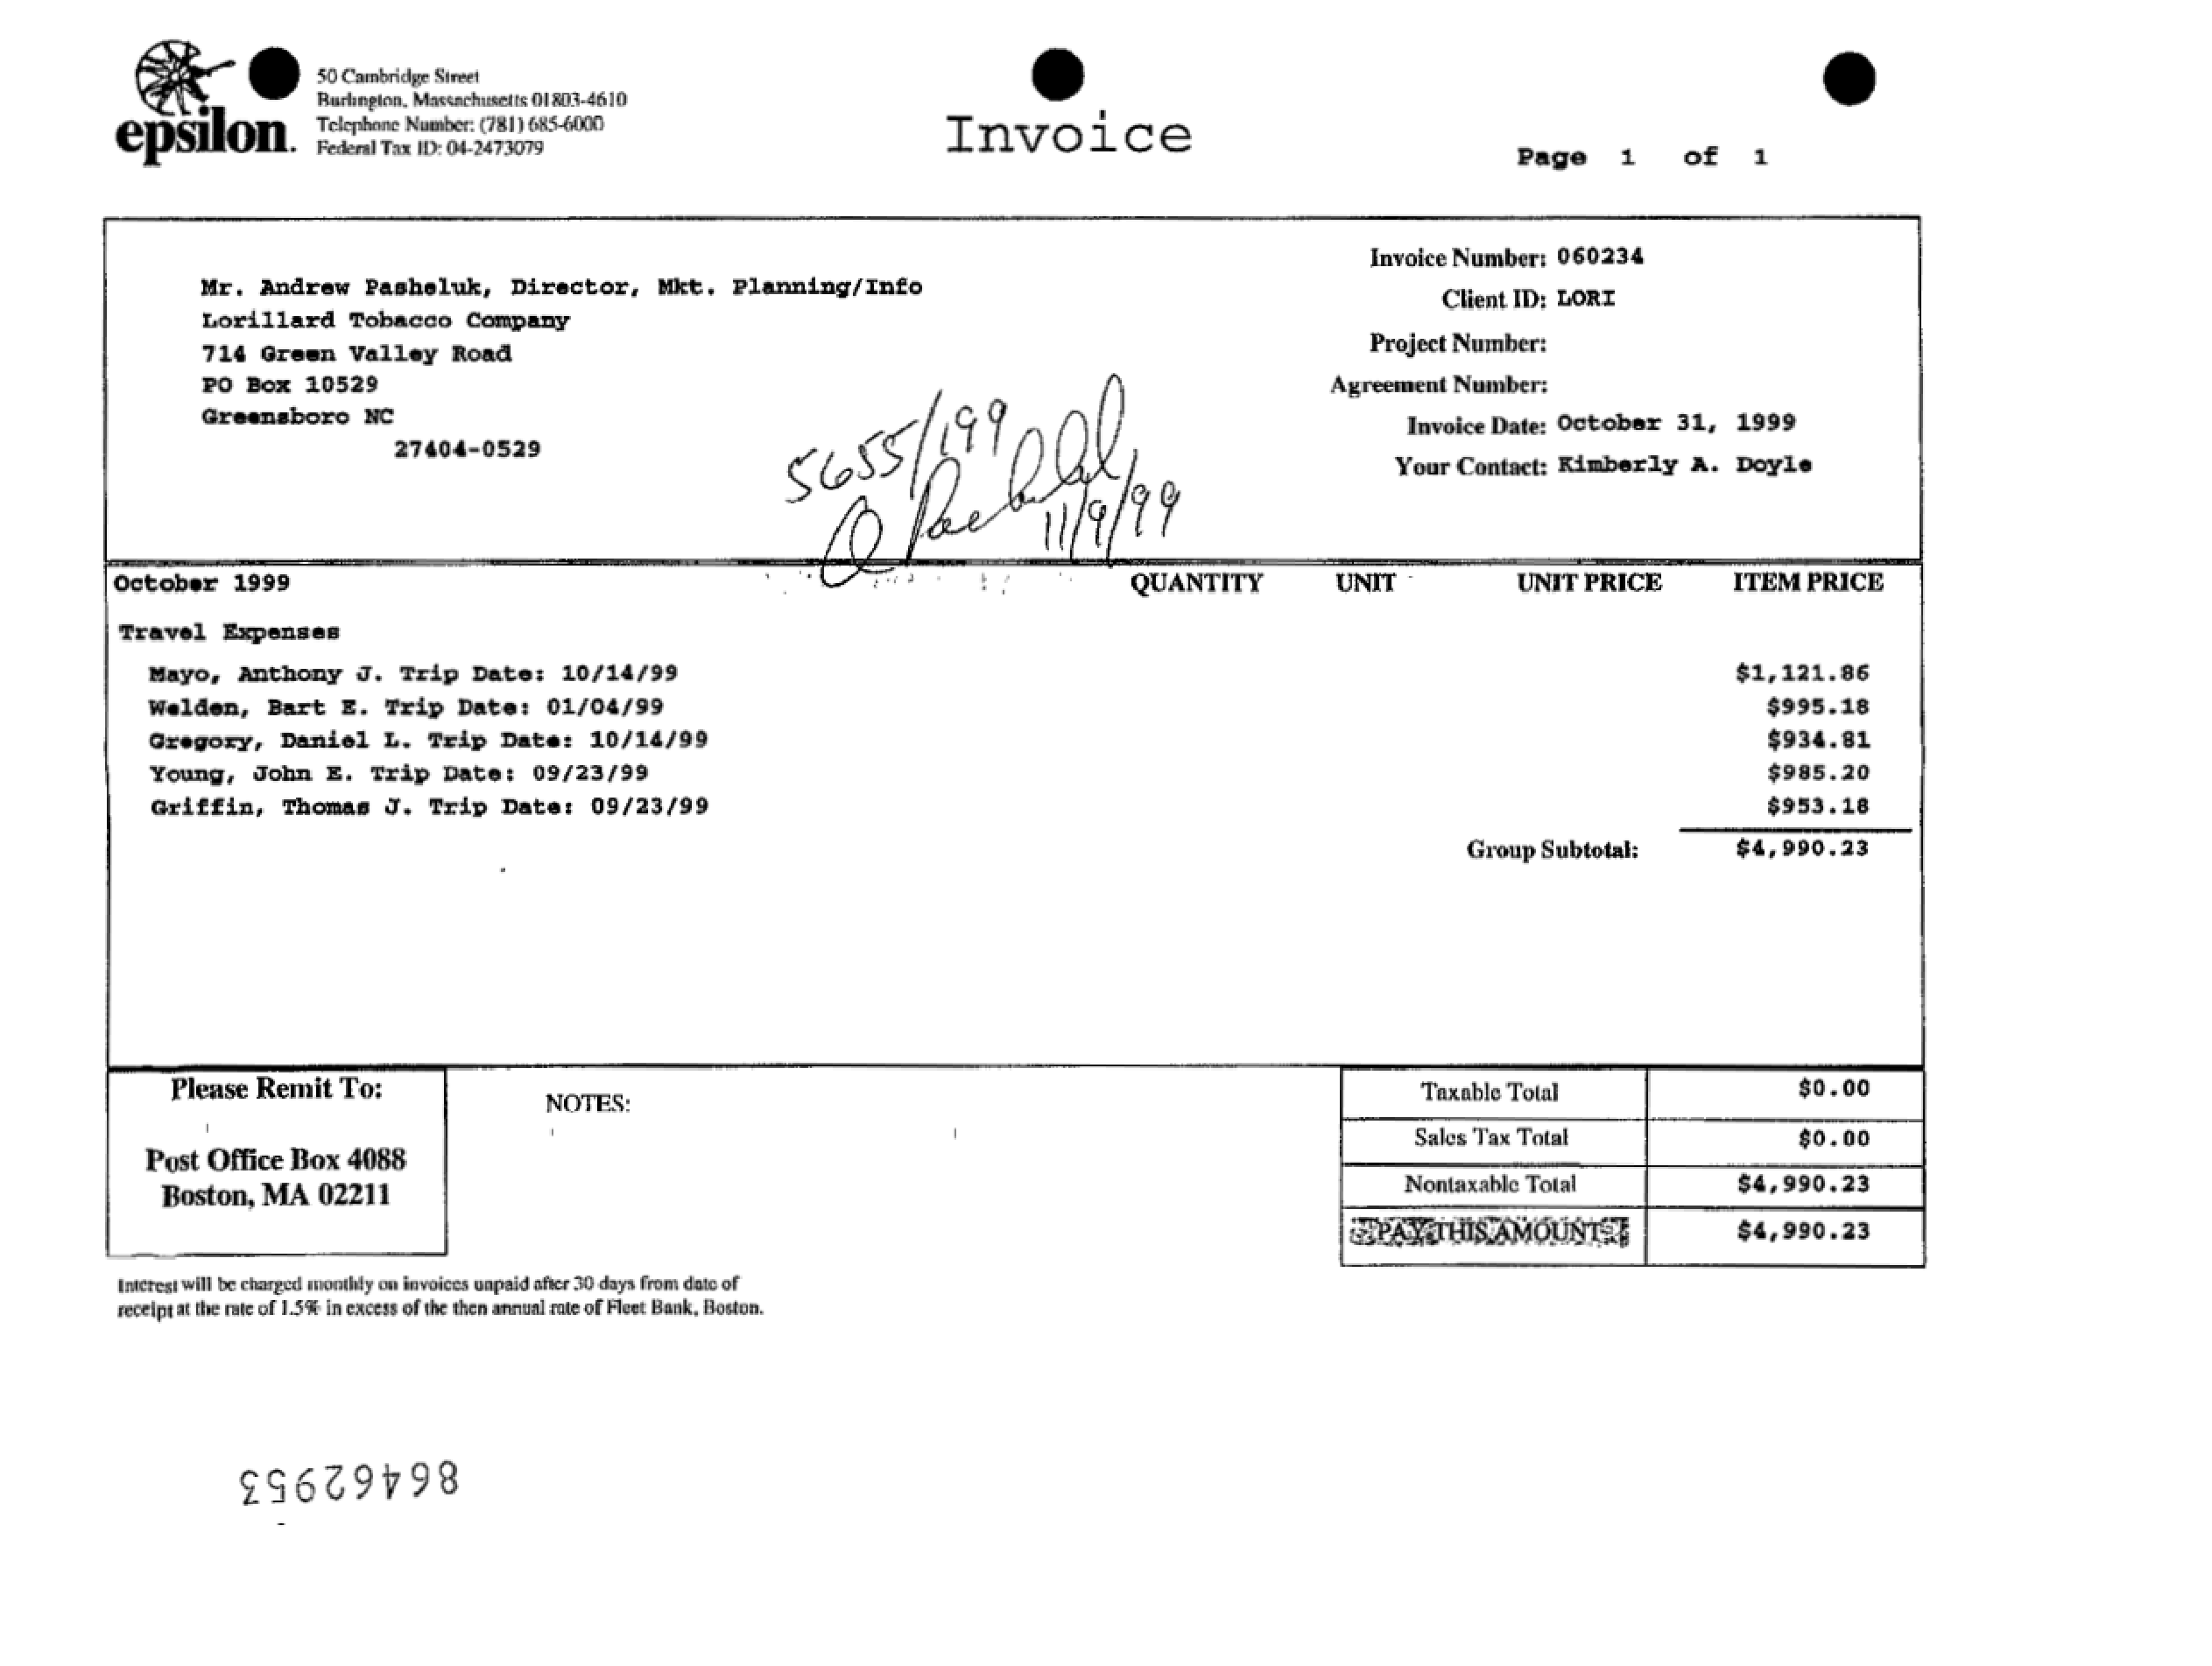 epsilon.
50 Cambridge Street
Burlington, Massachusetts 01803-4610
Telephone Number: (781) 685-6000
Federal Tax ID: 04-2473079
Invoice
Page 1 of 1
Mr. Andrew Pasheluk, Director, Mkt. Planning/Info
Lorillard Tobacco Company
714 Green Valley Road
PO Box 10529
Greensboro NC
27404-0529
Invoice Number: 060234
Client ID: LORI
Project Number:
Agreement Number:
Invoice Date: October 31, 1999
Your Contact: Kimberly A. Doyle
5655/199
11/9/99
October 1999 QUANTITY UNIT UNIT PRICE ITEM PRICE
Travel Expenses
Mayo, Anthony J. Trip Date: 10/14/99 $1,121.86
Welden, Bart E. Trip Date: 01/04/99 $995.18
Gregory, Daniel L. Trip Date: 10/14/99 $934.81
Young, John E. Trip Date: 09/23/99 $985.20
Griffin, Thomas J. Trip Date: 09/23/99 $953.18
Group Subtotal: $4,990.23
Please Remit To:
Post Office Box 4088
Boston, MA 02211
NOTES:
Taxable Total $0.00
Sales Tax Total $0.00
Nontaxable Total $4,990.23
PAY THIS AMOUNT $4,990.23
Interest will be charged monthly on invoices unpaid after 30 days from date of
receipt at the rate of 1.5% in excess of the then annual rate of Fleet Bank, Boston.
86462953